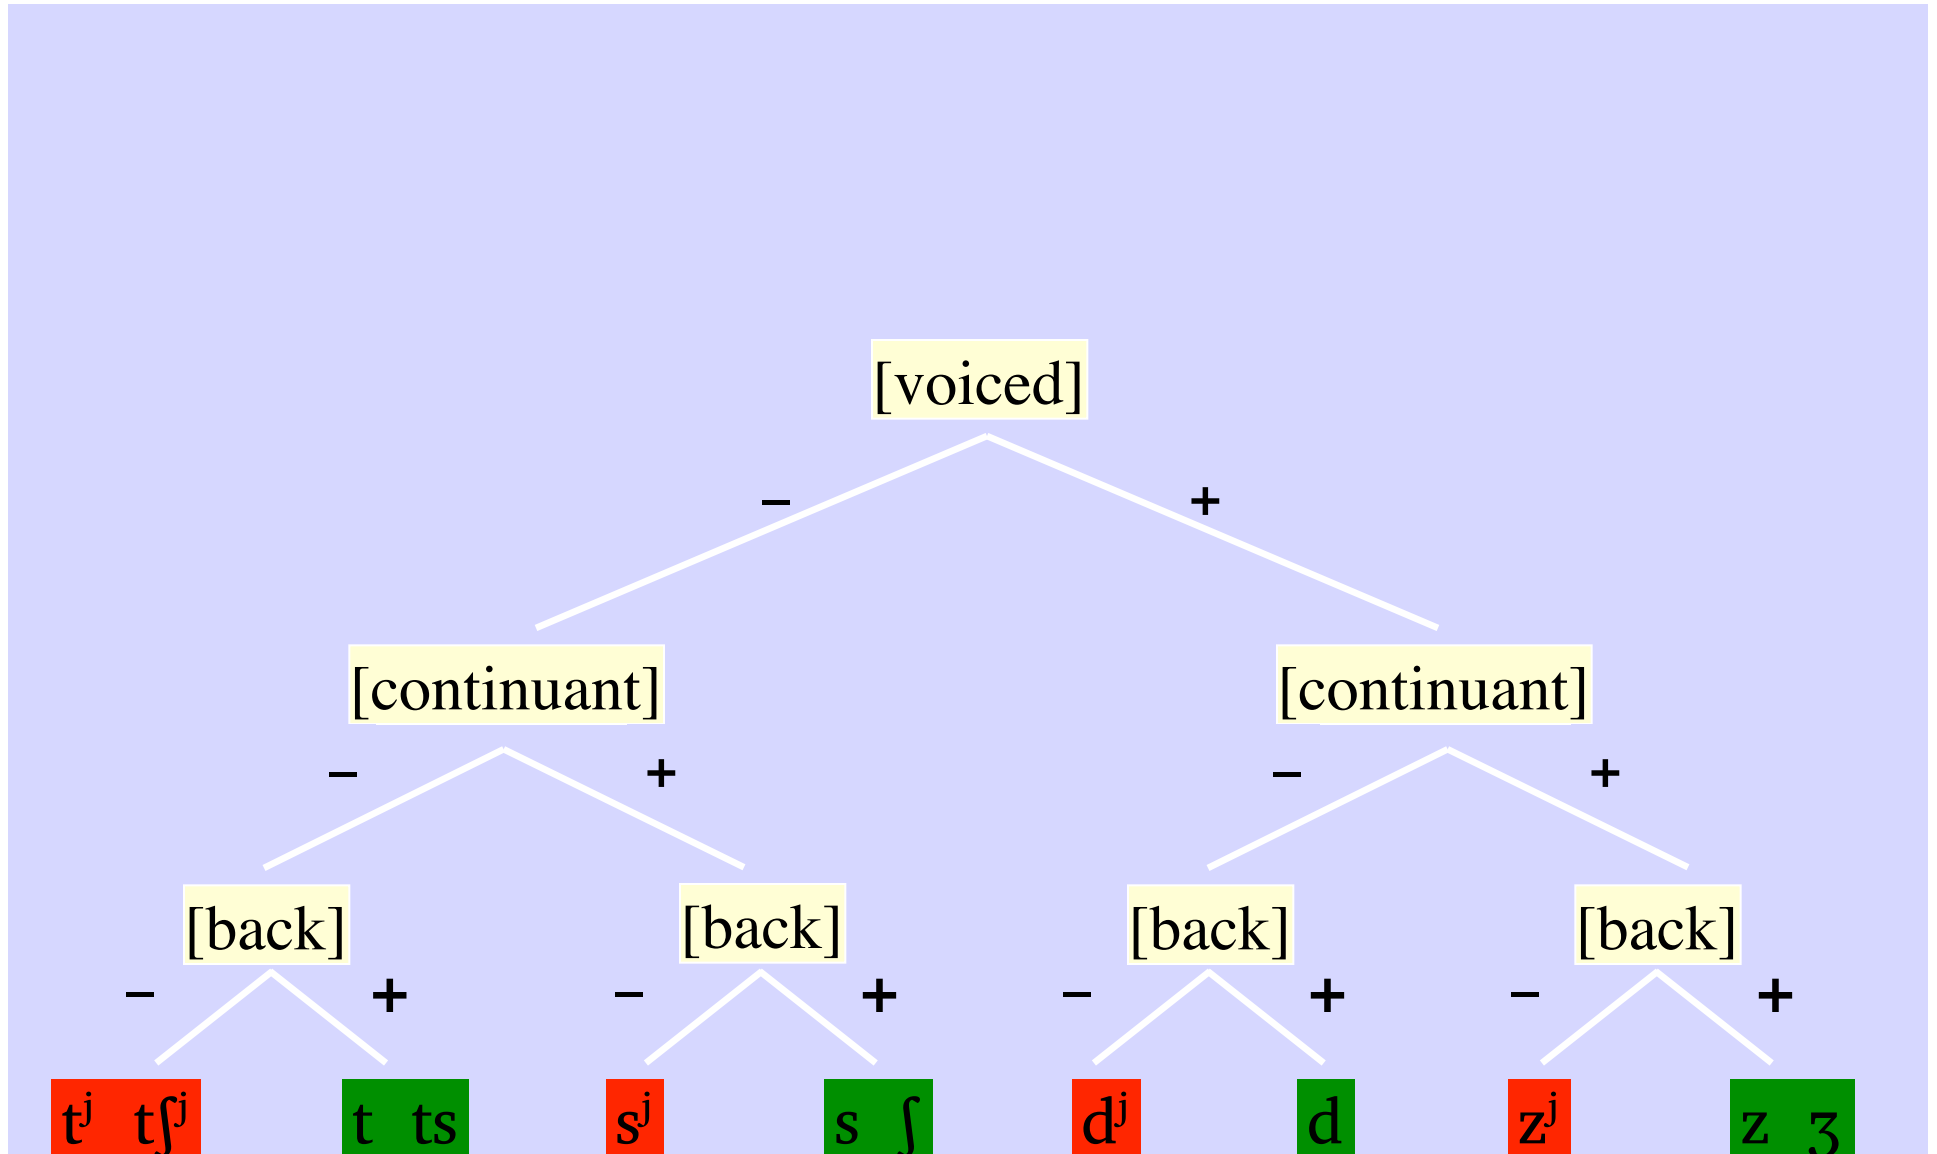 [voiced]
– +
[continuant] [continuant]
– + – +
[back] [back] [back] [back]
– + – + – + – +
tʲ tʃʲ t ts sʲ s ʃ dʲ d zʲ z ʒ